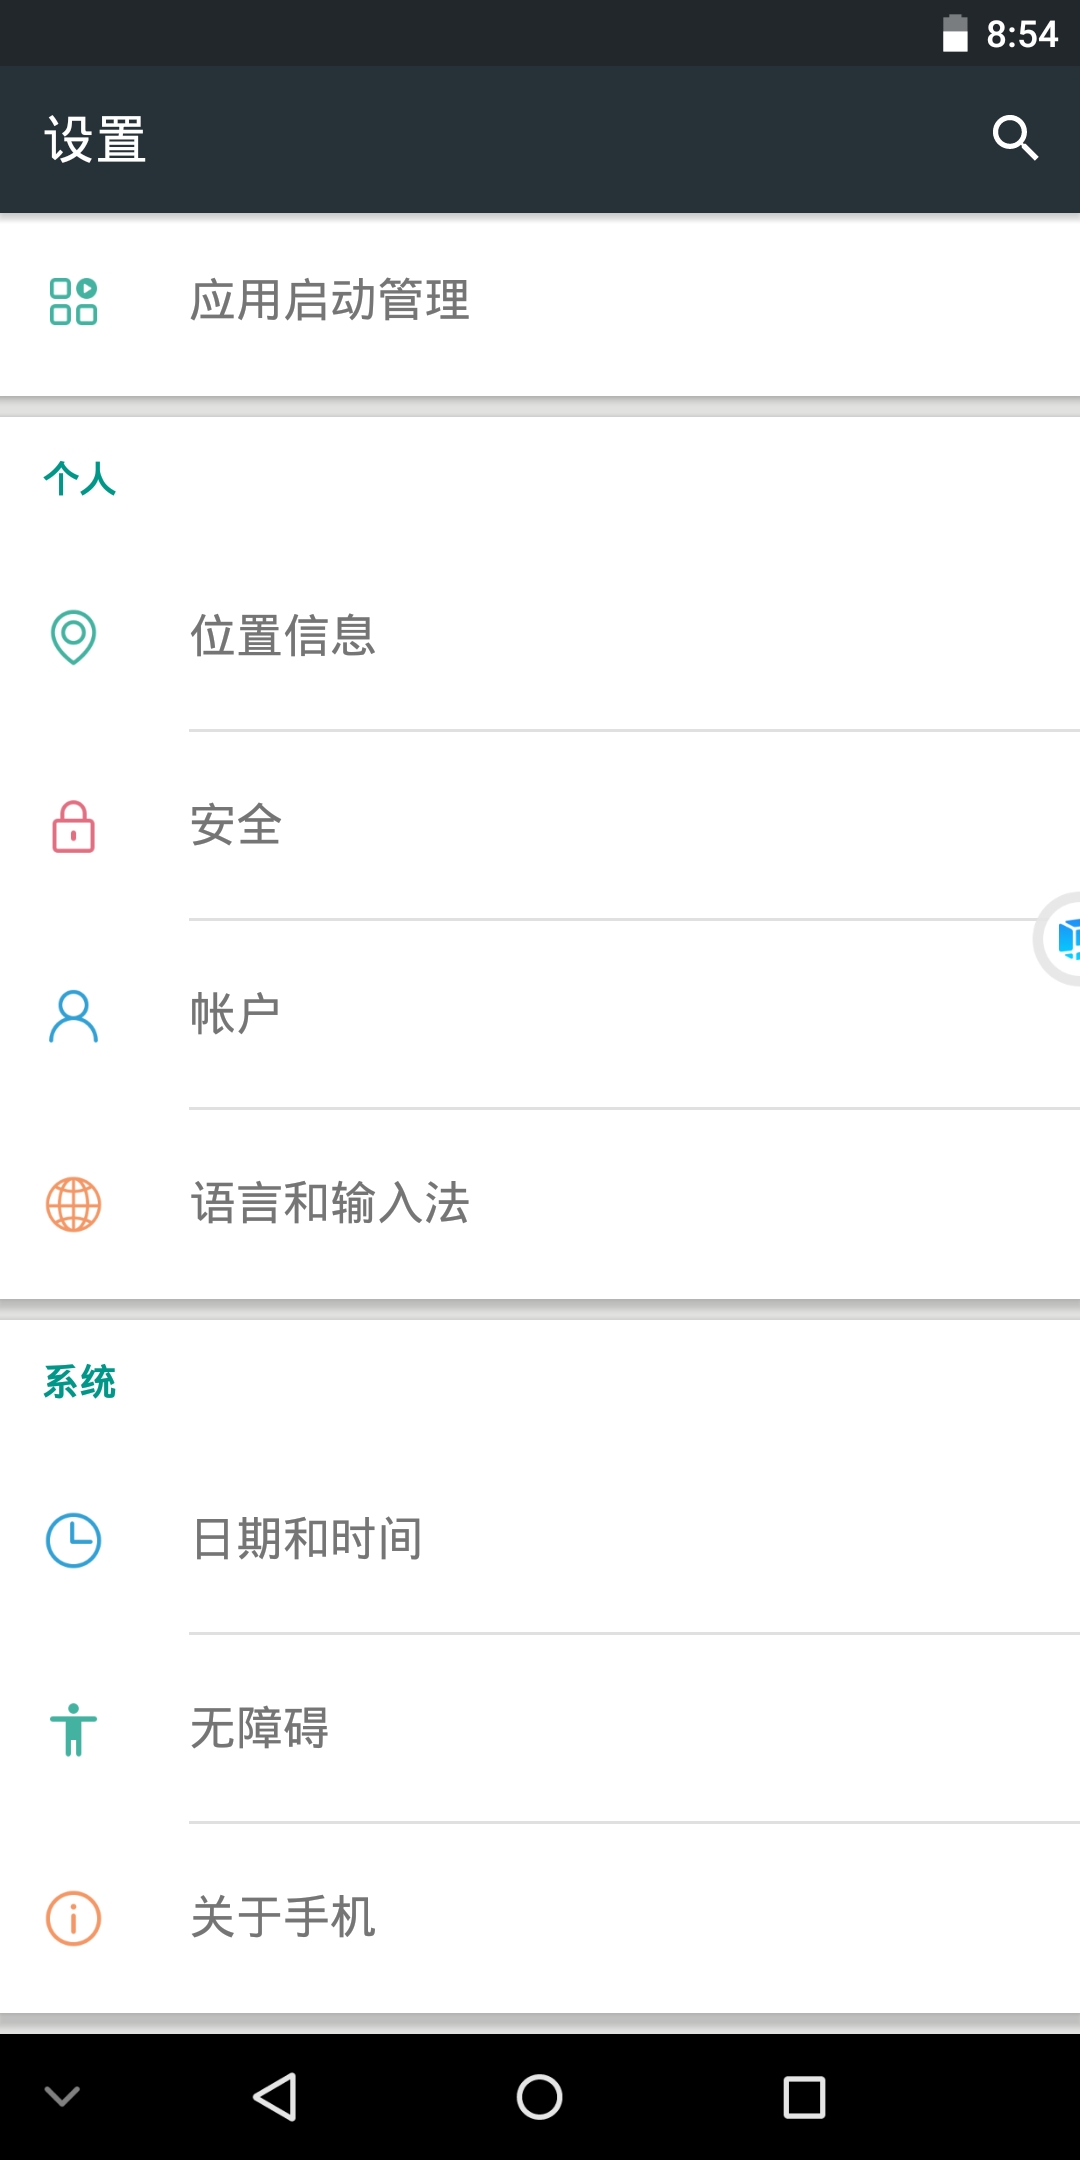 8:54
设置
应用启动管理
个人
位置信息
安全
帐户
语言和输入法
系统
日期和时间
无障碍
关于手机